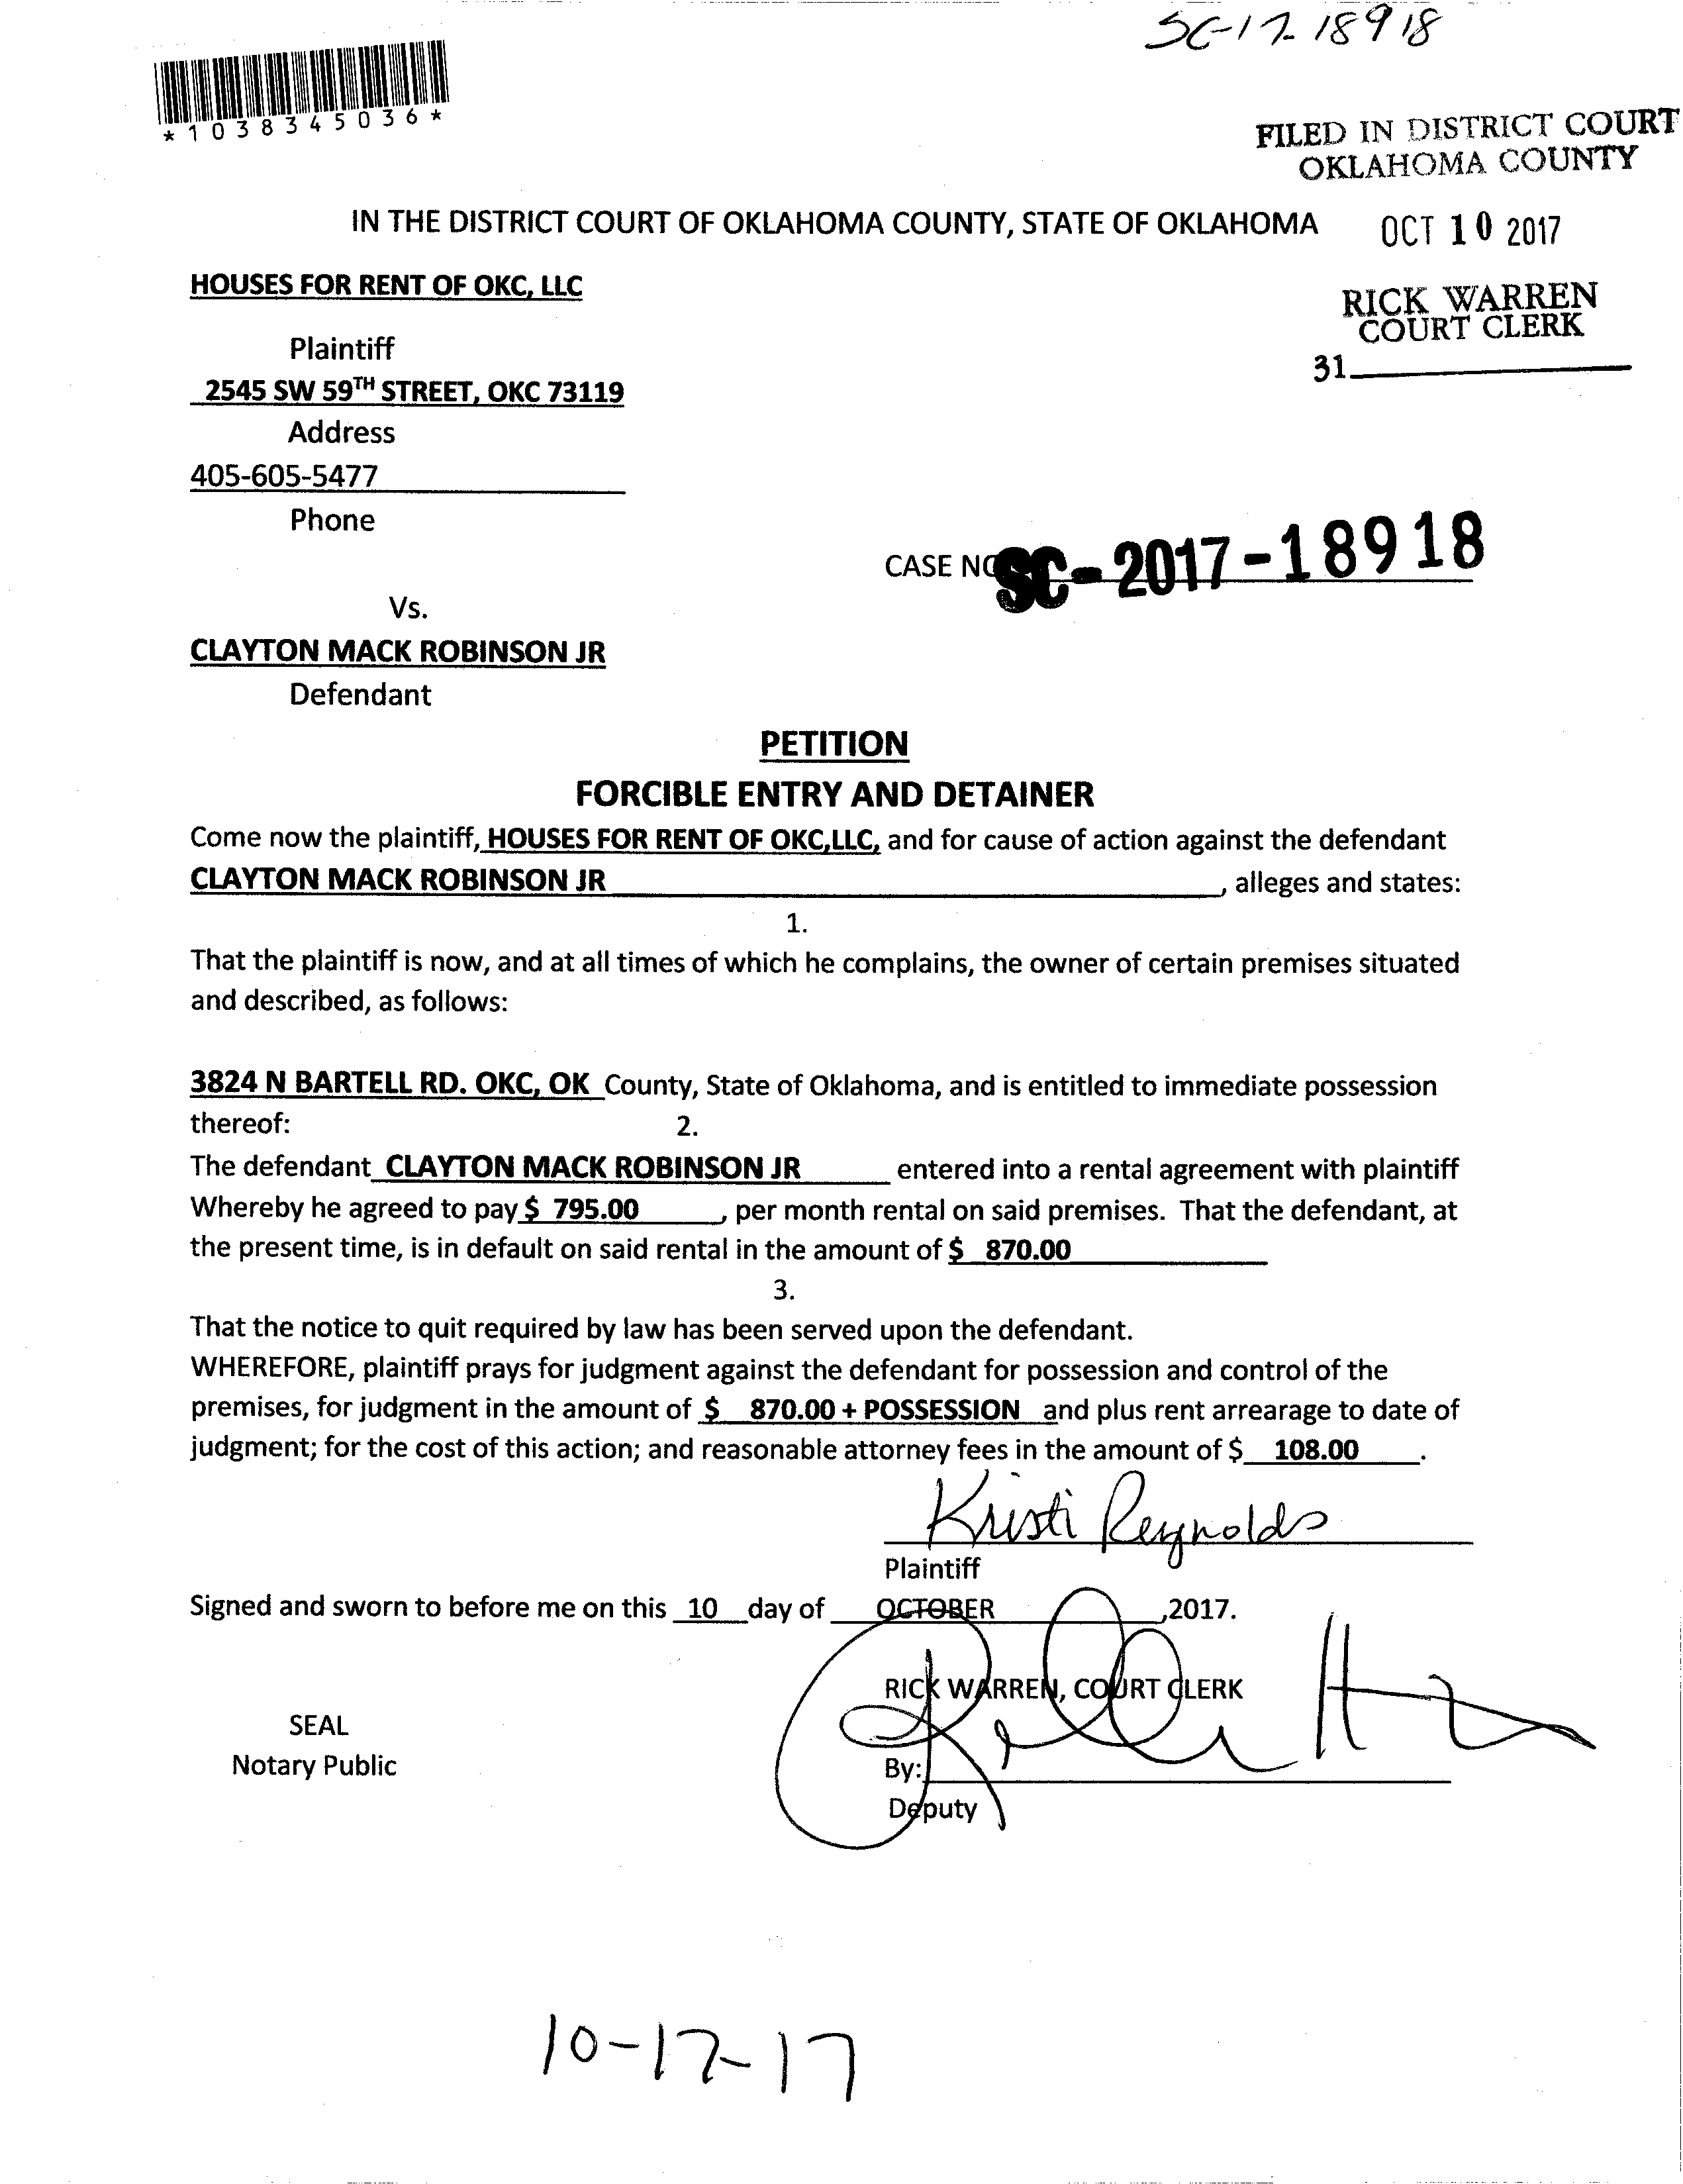 SC-17-18918
*1038345036*
FILED IN DISTRICT COURT
OKLAHOMA COUNTY
IN THE DISTRICT COURT OF OKLAHOMA COUNTY, STATE OF OKLAHOMA
OCT 10 2017
HOUSES FOR RENT OF OKC, LLC
RICK WARREN
COURT CLERK
31
Plaintiff
2545 SW 59TH STREET, OKC 73119
Address
405-605-5477
Phone
CASE NO SC-2017-18918
Vs.
CLAYTON MACK ROBINSON JR
Defendant
PETITION
FORCIBLE ENTRY AND DETAINER
Come now the plaintiff, HOUSES FOR RENT OF OKC,LLC, and for cause of action against the defendant
CLAYTON MACK ROBINSON JR , alleges and states:
1.
That the plaintiff is now, and at all times of which he complains, the owner of certain premises situated
and described, as follows:
3824 N BARTELL RD. OKC, OK County, State of Oklahoma, and is entitled to immediate possession
thereof: 2.
The defendant CLAYTON MACK ROBINSON JR entered into a rental agreement with plaintiff
Whereby he agreed to pay $ 795.00 , per month rental on said premises. That the defendant, at
the present time, is in default on said rental in the amount of $ 870.00
3.
That the notice to quit required by law has been served upon the defendant.
WHEREFORE, plaintiff prays for judgment against the defendant for possession and control of the
premises, for judgment in the amount of $ 870.00 + POSSESSION and plus rent arrearage to date of
judgment; for the cost of this action; and reasonable attorney fees in the amount of $ 108.00 .
Kristi Reynolds
Plaintiff
Signed and sworn to before me on this 10 day of OCTOBER ,2017.
RICK WARREN, COURT CLERK
SEAL
Notary Public
By:
Deputy
10-17-17